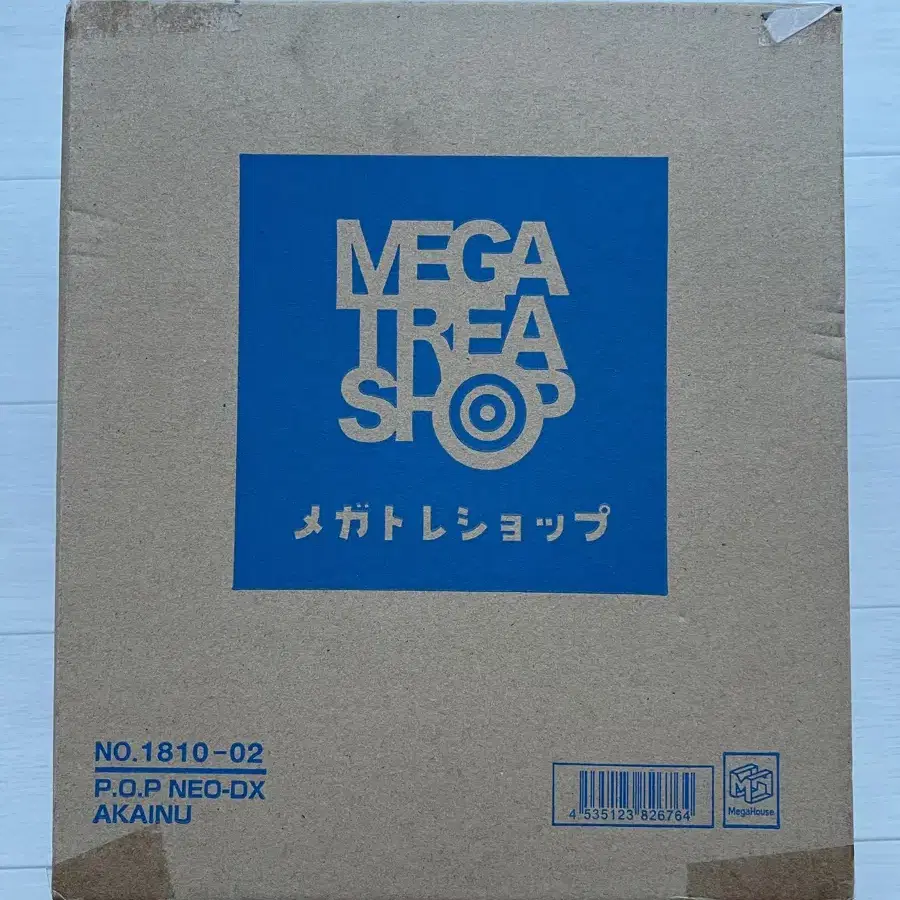 MEGA
TREA
SHOP
メガトレショップ
NO.1810-02
P.O.P NEO-DX
AKAINU
4 535123 826764
MegaHouse